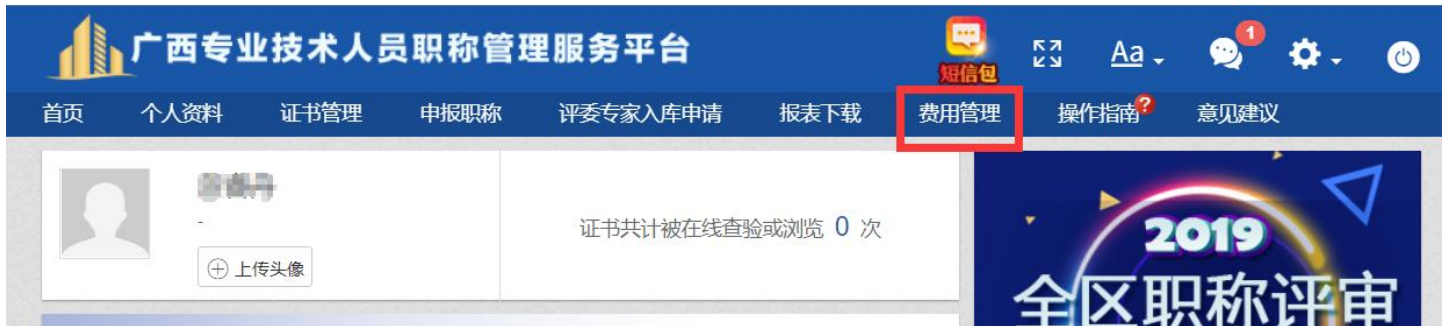 广西专业技术人员职称管理服务平台
短信包
Aa
1
首页 个人资料 证书管理 申报职称 评委专家入库申请 报表下载 费用管理 操作指南? 意见建议
-
上传头像
证书共计被在线查验或浏览 0 次
2019
全区职称评审